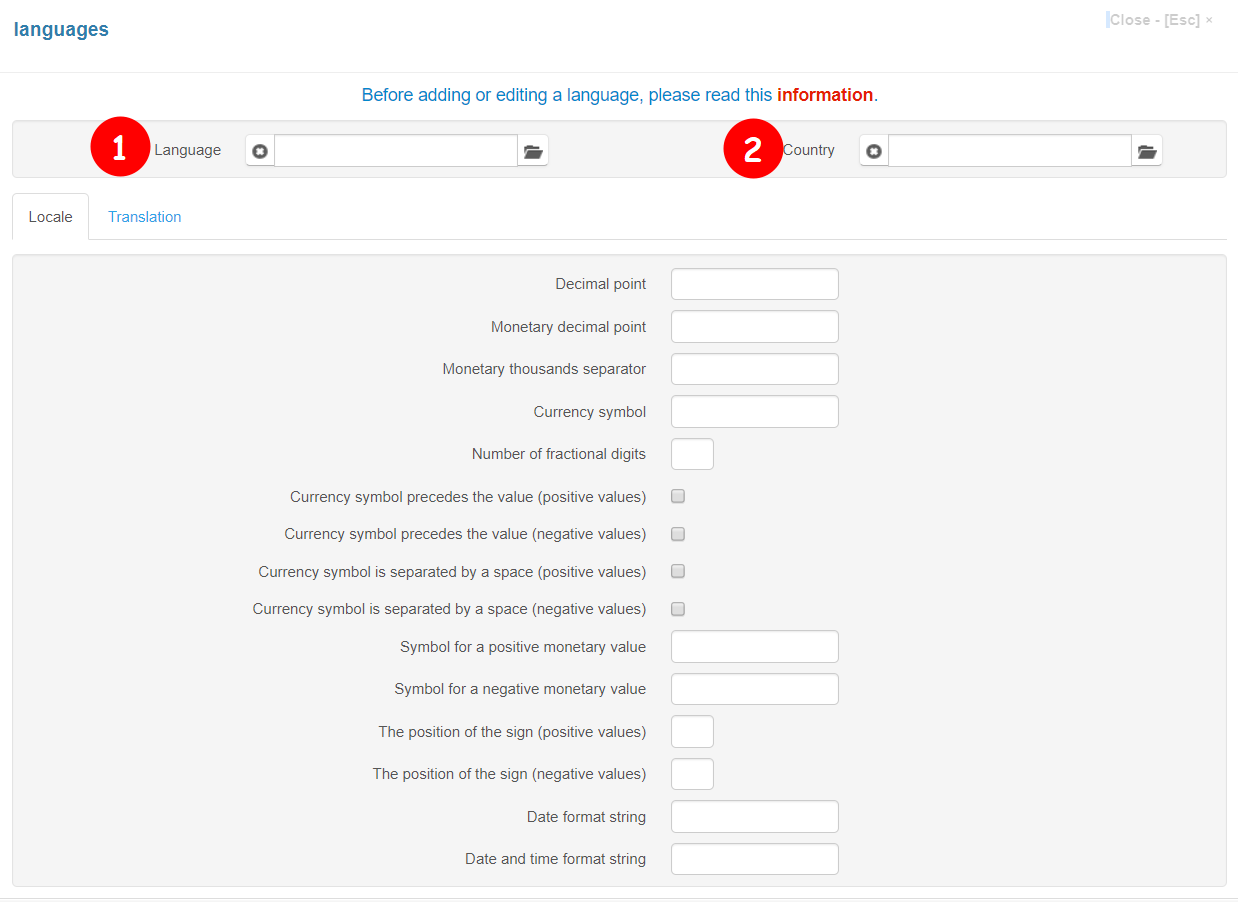 languages
Close - [Esc] ×
Before adding or editing a language, please read this information.
1 Language
2 Country
Locale Translation
Decimal point
Monetary decimal point
Monetary thousands separator
Currency symbol
Number of fractional digits
Currency symbol precedes the value (positive values)
Currency symbol precedes the value (negative values)
Currency symbol is separated by a space (positive values)
Currency symbol is separated by a space (negative values)
Symbol for a positive monetary value
Symbol for a negative monetary value
The position of the sign (positive values)
The position of the sign (negative values)
Date format string
Date and time format string